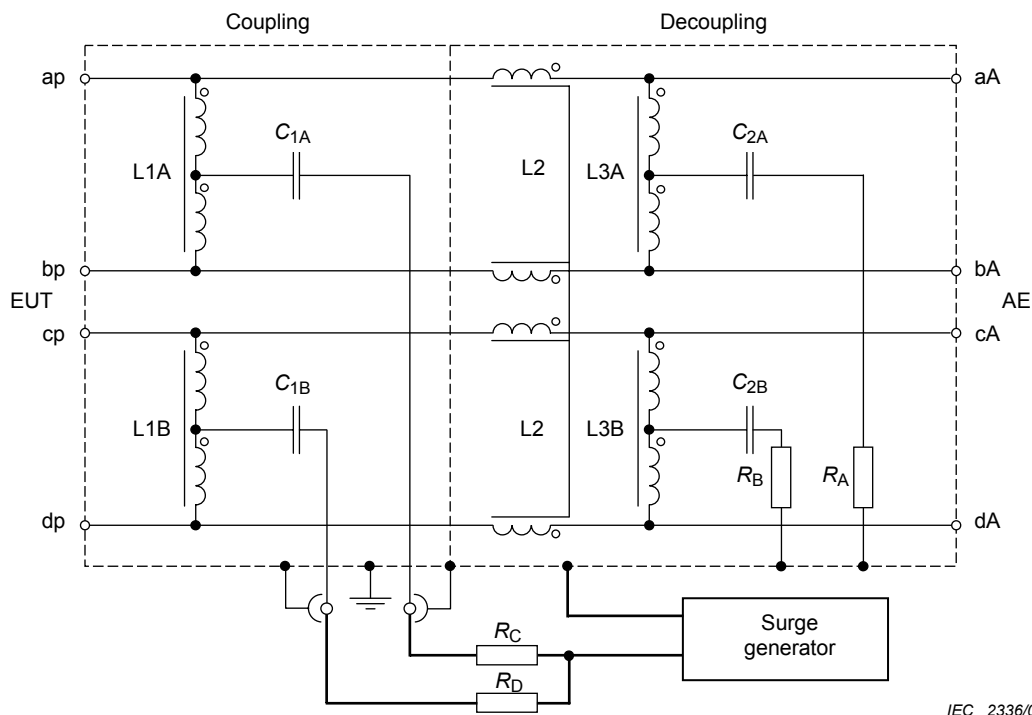 Coupling Decoupling
ap aA
C1A C2A
L1A L2 L3A
bp bA
EUT AE
cp cA
C1B C2B
L1B L2 L3B
RB RA
dp dA
Surge
generator
RC
RD